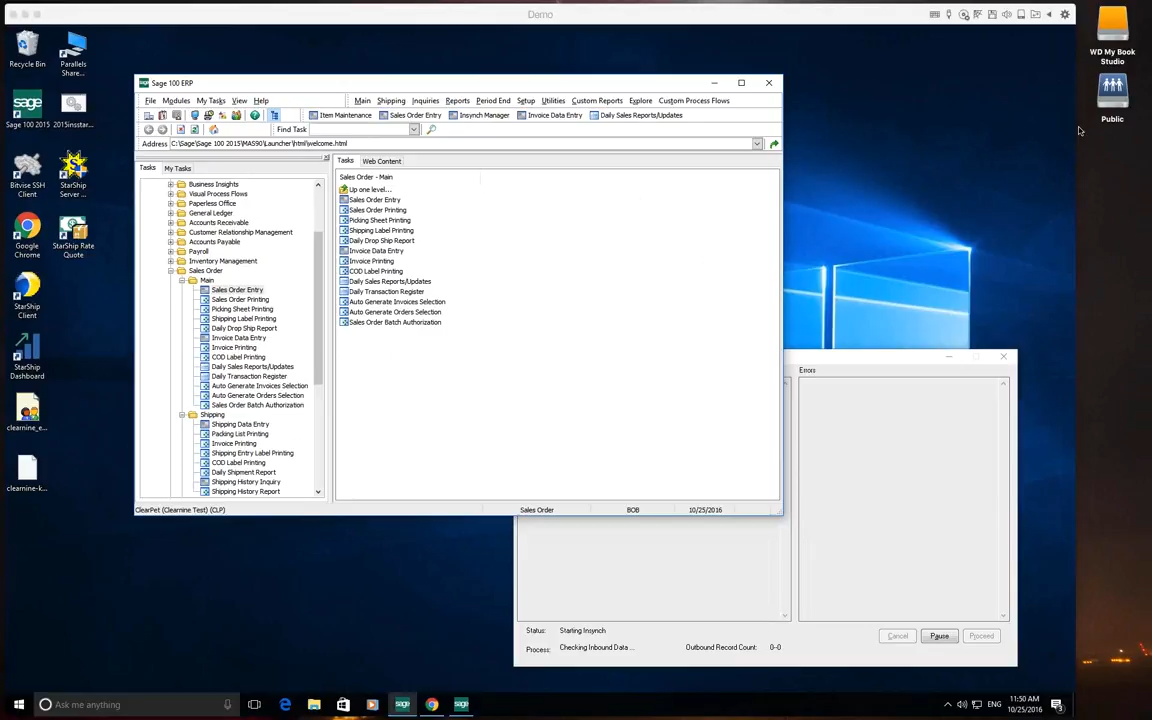 Demo
Recycle Bin
Parallels Share...
WD My Book Studio
Public
Sage 100 2015
2015insstar...
Bitvise SSH Client
StarShip Server ...
Google Chrome
StarShip Rate Quote
StarShip Client
StarShip Dashboard
clearnine_e...
clearnine-k...
Sage 100 ERP
File Modules My Tasks View Help
Main Shipping Inquiries Reports Period End Setup Utilities Custom Reports Explore Custom Process Flows
Item Maintenance Sales Order Entry Insynch Manager Invoice Data Entry Daily Sales Reports/Updates
Find Task
Address C:\Sage\Sage 100 2015\MAS90\Launcher\html\welcome.html
Tasks My Tasks
Business Insights
Visual Process Flows
Paperless Office
General Ledger
Accounts Receivable
Customer Relationship Management
Accounts Payable
Payroll
Inventory Management
Sales Order
Main
Sales Order Entry
Sales Order Printing
Picking Sheet Printing
Shipping Label Printing
Daily Drop Ship Report
Invoice Data Entry
Invoice Printing
COD Label Printing
Daily Sales Reports/Updates
Daily Transaction Register
Auto Generate Invoices Selection
Auto Generate Orders Selection
Sales Order Batch Authorization
Shipping
Shipping Data Entry
Packing List Printing
Invoice Printing
Shipping Entry Label Printing
COD Label Printing
Daily Shipment Report
Shipping History Inquiry
Shipping History Report
Tasks Web Content
Sales Order - Main
Up one level...
Sales Order Entry
Sales Order Printing
Picking Sheet Printing
Shipping Label Printing
Daily Drop Ship Report
Invoice Data Entry
Invoice Printing
COD Label Printing
Daily Sales Reports/Updates
Daily Transaction Register
Auto Generate Invoices Selection
Auto Generate Orders Selection
Sales Order Batch Authorization
ClearPet (Clearnine Test) (CLP) Sales Order BOB 10/25/2016
Errors
Status: Starting Insynch
Process: Checking Inbound Data ... Outbound Record Count: 0-0
Cancel Pause Proceed
Ask me anything
ENG
11:50 AM
10/25/2016
3